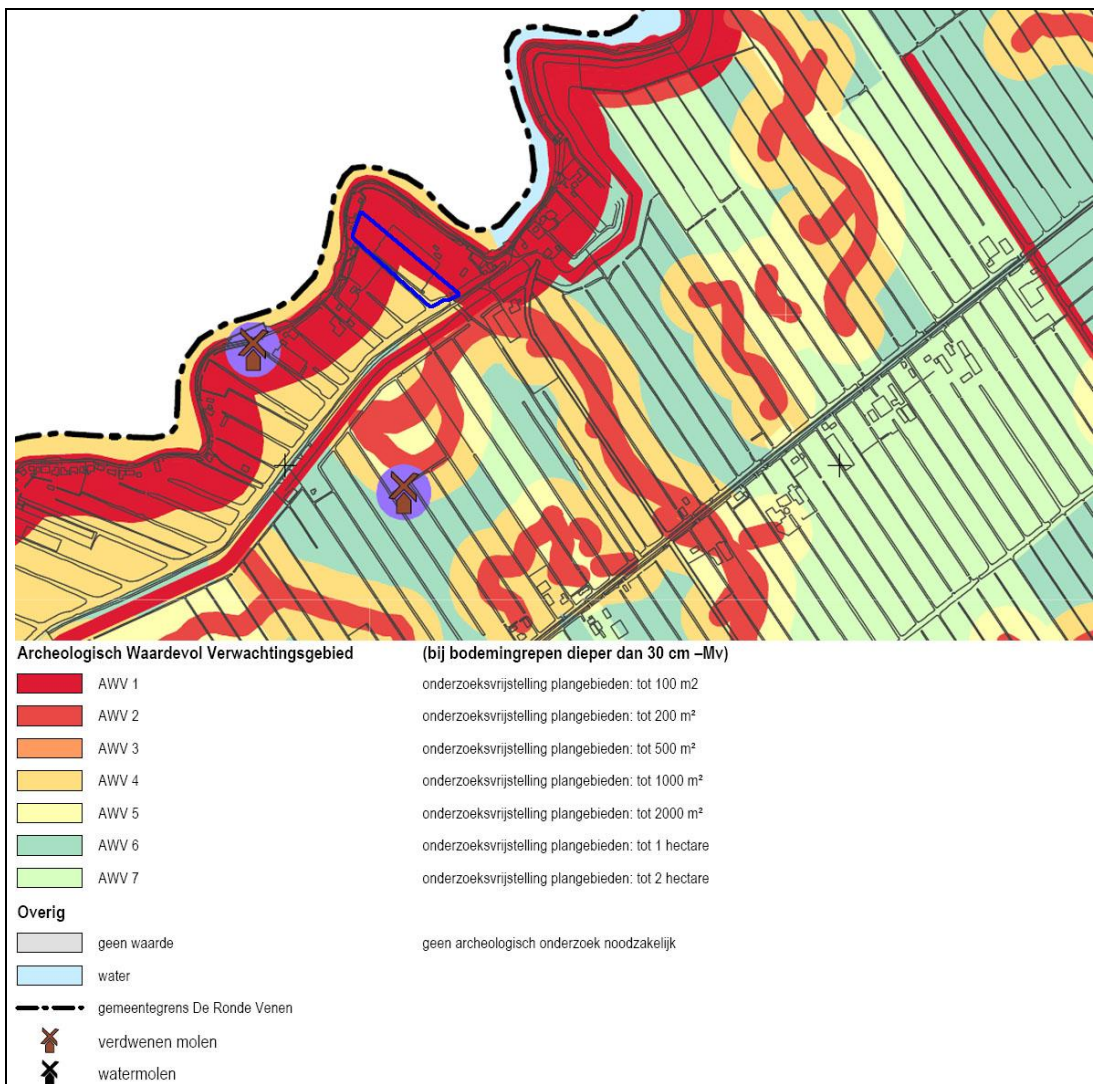 Archeologisch Waardevol Verwachtingsgebied (bij bodemingrepen dieper dan 30 cm –Mv)
AWV 1 onderzoeksvrijstelling plangebieden: tot 100 m2
AWV 2 onderzoeksvrijstelling plangebieden: tot 200 m²
AWV 3 onderzoeksvrijstelling plangebieden: tot 500 m²
AWV 4 onderzoeksvrijstelling plangebieden: tot 1000 m²
AWV 5 onderzoeksvrijstelling plangebieden: tot 2000 m²
AWV 6 onderzoeksvrijstelling plangebieden: tot 1 hectare
AWV 7 onderzoeksvrijstelling plangebieden: tot 2 hectare
Overig
geen waarde geen archeologisch onderzoek noodzakelijk
water
gemeentegrens De Ronde Venen
verdwenen molen
watermolen